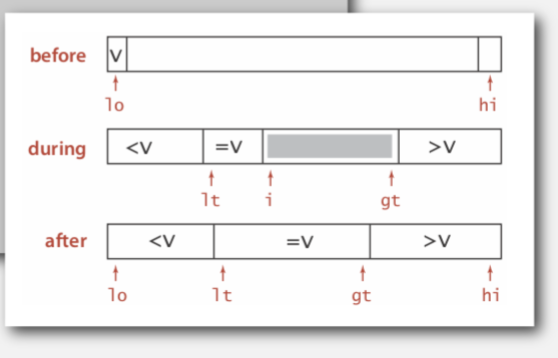 before V
lo hi
during <V =V >V
lt i gt
after <V =V >V
lo lt gt hi